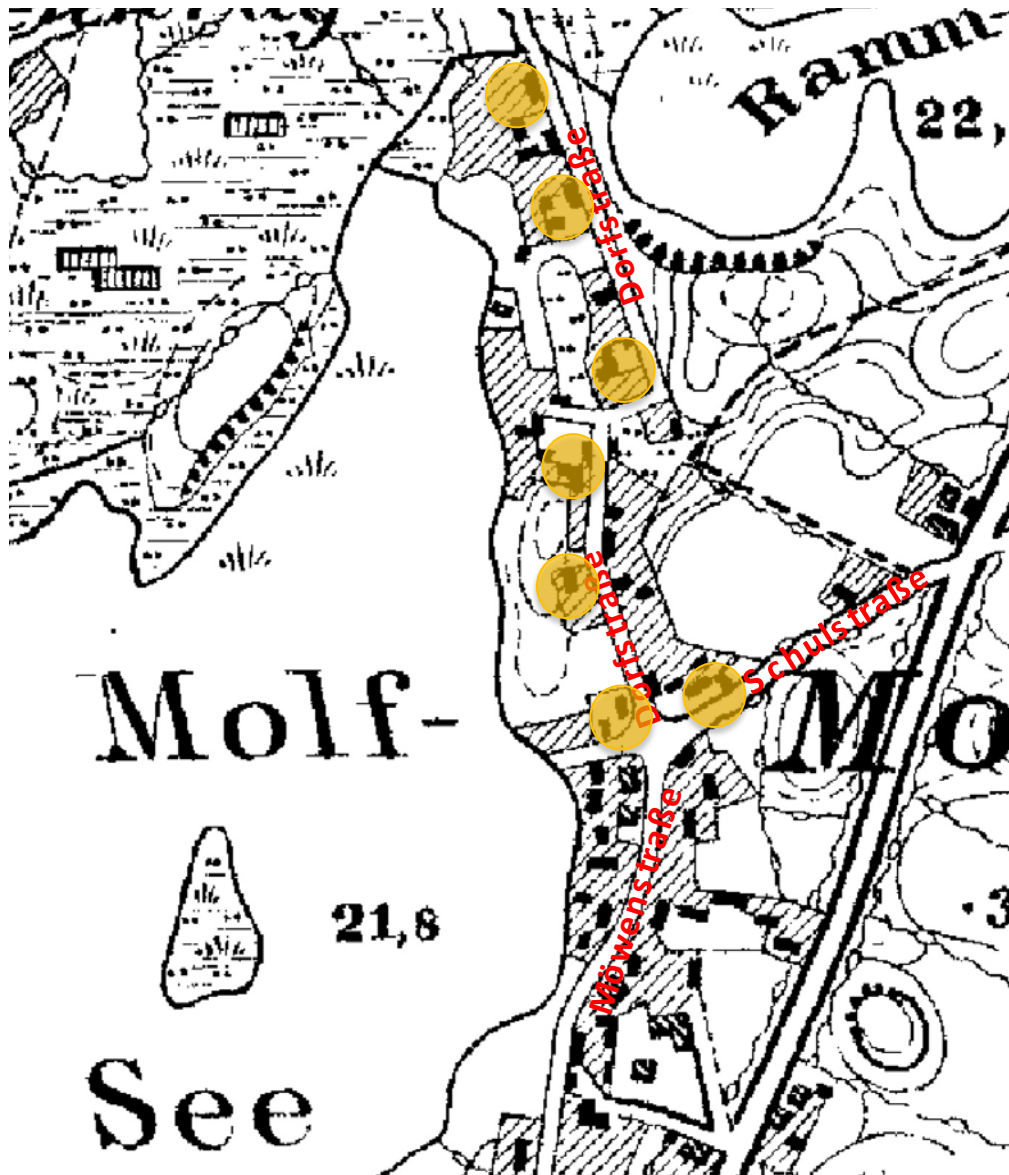 Ramm-
22,
Dorfstraße
Dorfstraße
Schulstraße
Molf-
Mo
Möwenstraße
21,8
.3
See